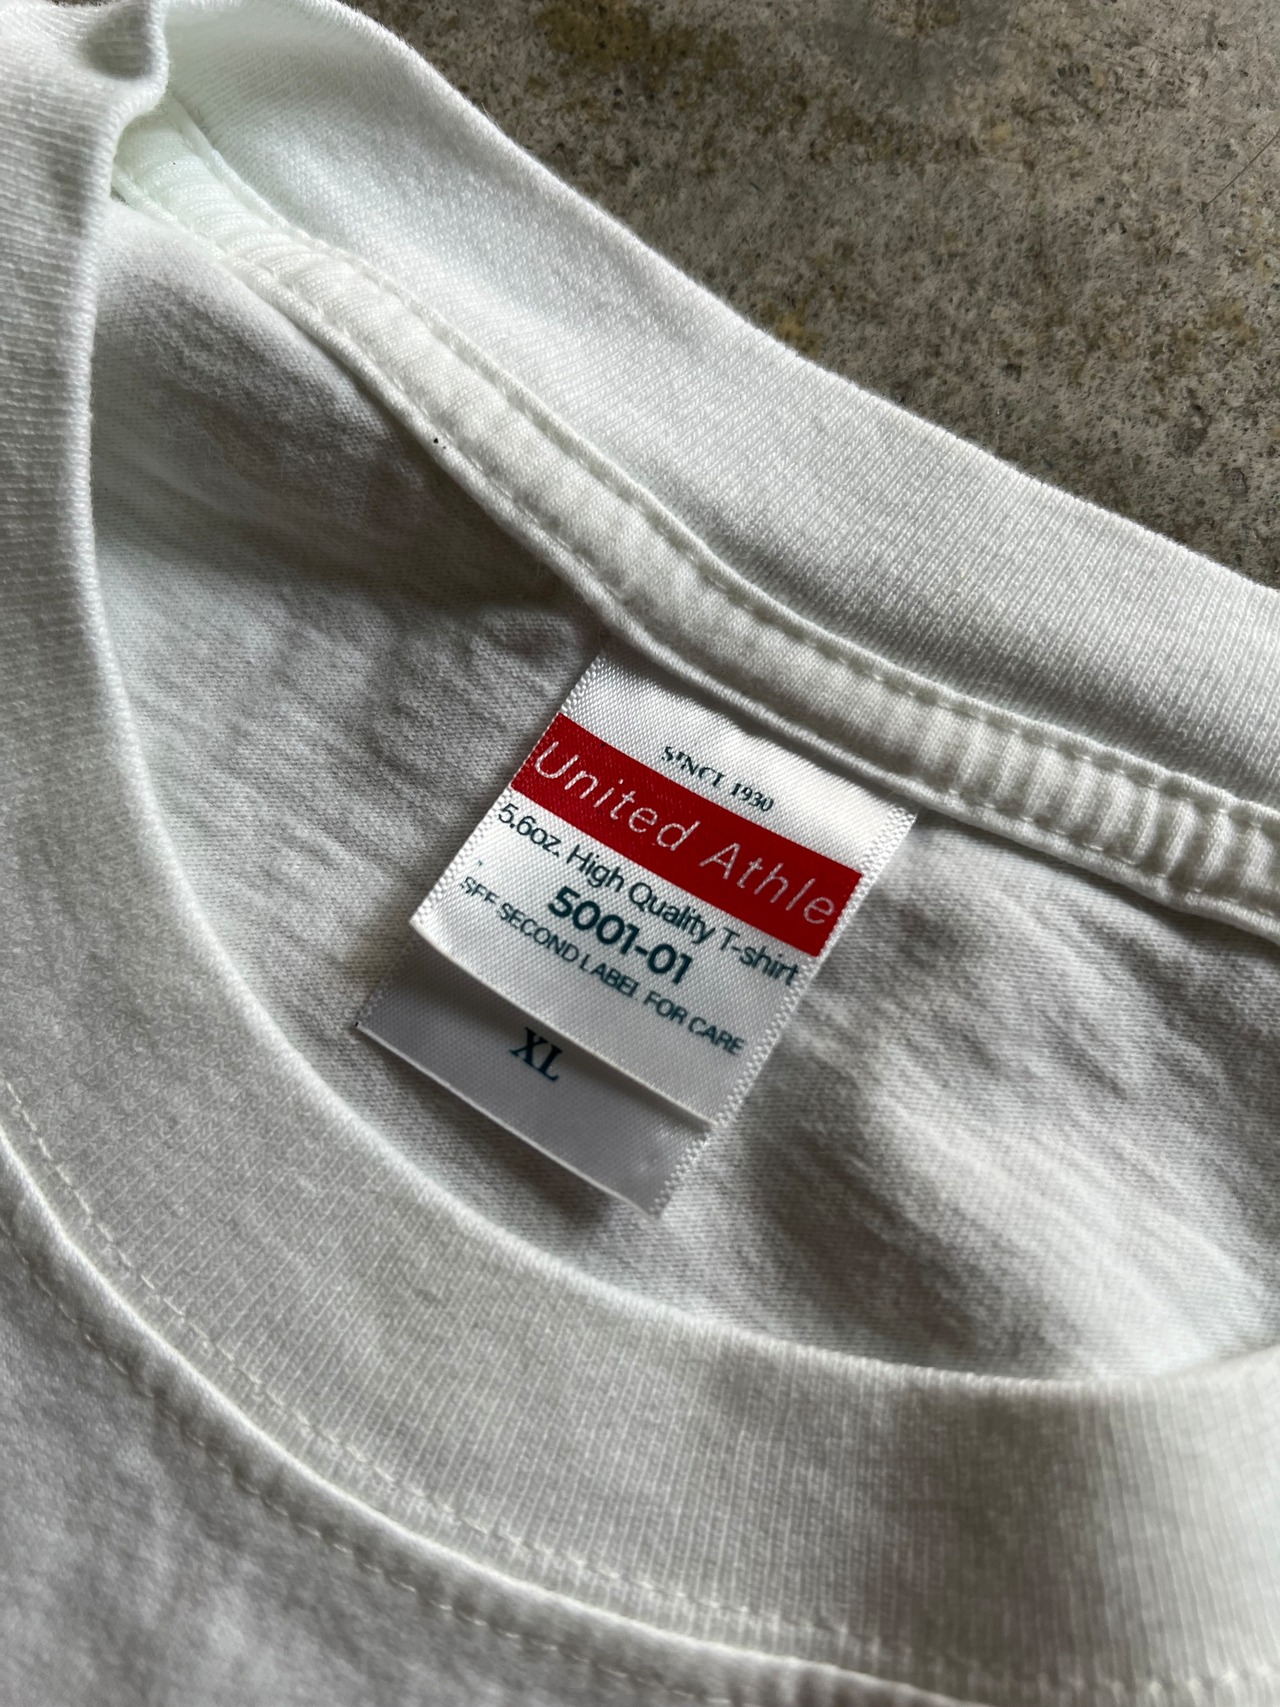 SINCE 1930
United Athle
5.6oz. High Quality T-shirt
5001-01
SEE SECOND LABEL FOR CARE
XL